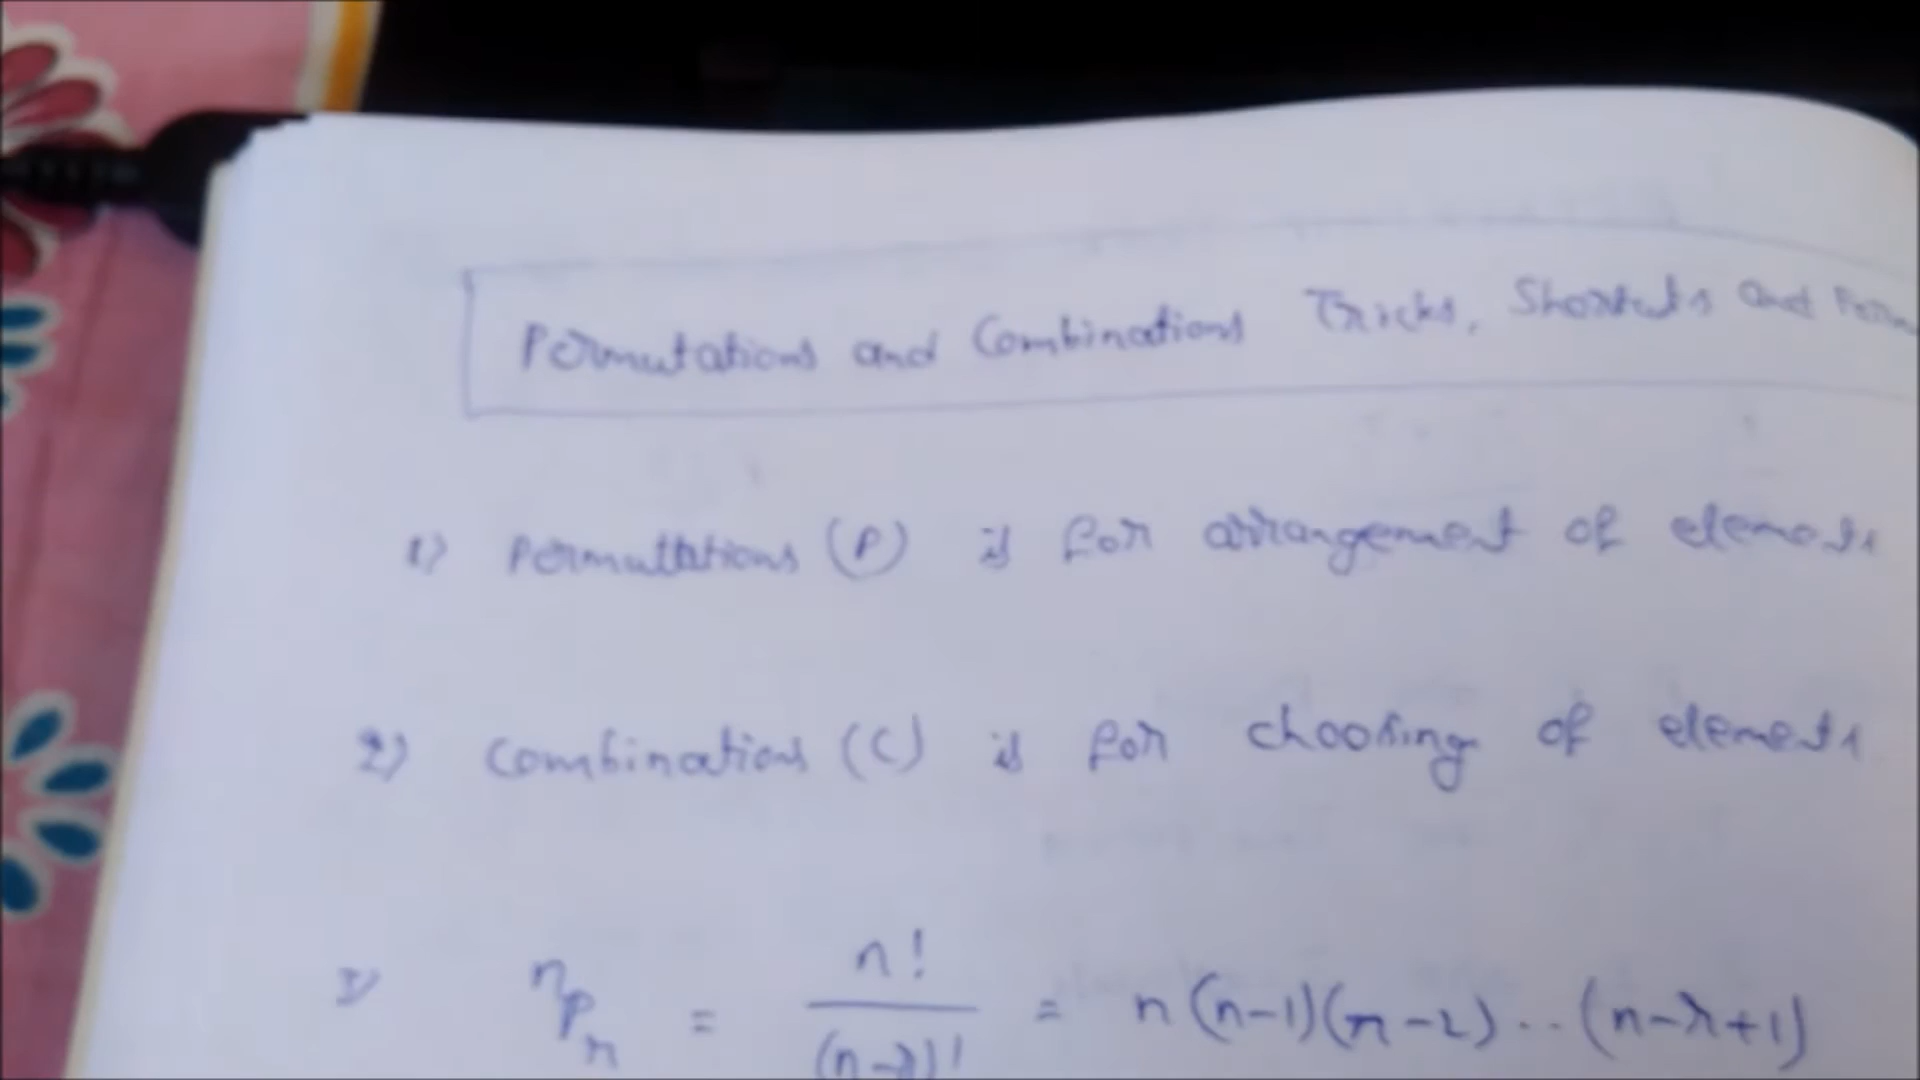 Permutations and Combinations Tricks, Shortcuts and
1) Permuttations (P) is for arrangement of elements
2) Combinations (C) is for choosing of elements
3) nPr = n! / (n-r)! = n(n-1)(n-2)..(n-r+1)